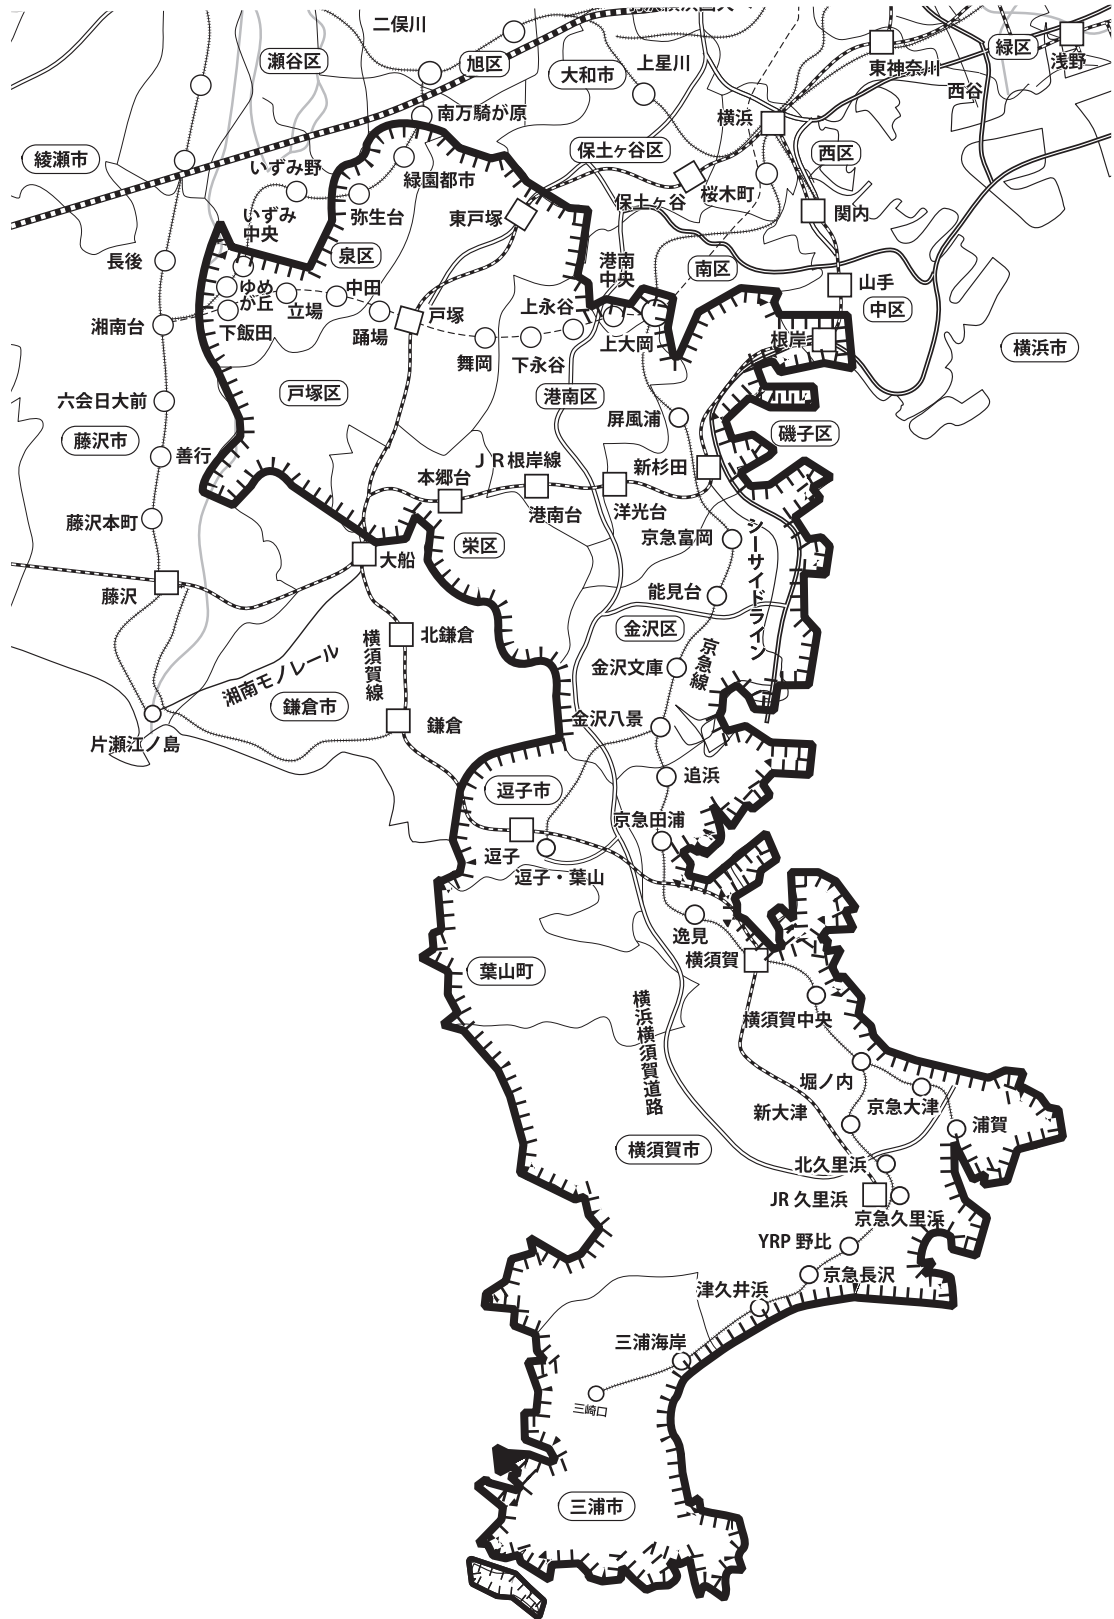 二俣川
瀬谷区
旭区
大和市
上星川
東神奈川
緑区
浅野
西谷
南万騎が原
横浜
綾瀬市
いずみ野
緑園都市
保土ヶ谷区
西区
保土ヶ谷
桜木町
関内
弥生台
東戸塚
いずみ
中央
泉区
長後
港南
中央
南区
山手
中区
ゆめ
が丘
立場
中田
湘南台
下飯田
踊場
戸塚
上永谷
舞岡
下永谷
上大岡
根岸
横浜市
戸塚区
港南区
六会日大前
藤沢市
善行
屏風浦
磯子区
JR根岸線
本郷台
新杉田
港南台
洋光台
藤沢本町
京急富岡
シーサイドライン
大船
栄区
藤沢
能見台
北鎌倉
横須賀線
金沢区
金沢文庫
京急線
湘南モノレール
鎌倉市
鎌倉
金沢八景
片瀬江ノ島
追浜
逗子市
京急田浦
逗子
逗子・葉山
逸見
横須賀
葉山町
横須賀中央
横浜横須賀道路
堀ノ内
京急大津
新大津
浦賀
横須賀市
北久里浜
JR 久里浜
京急久里浜
YRP 野比
京急長沢
津久井浜
三浦海岸
三崎口
三浦市